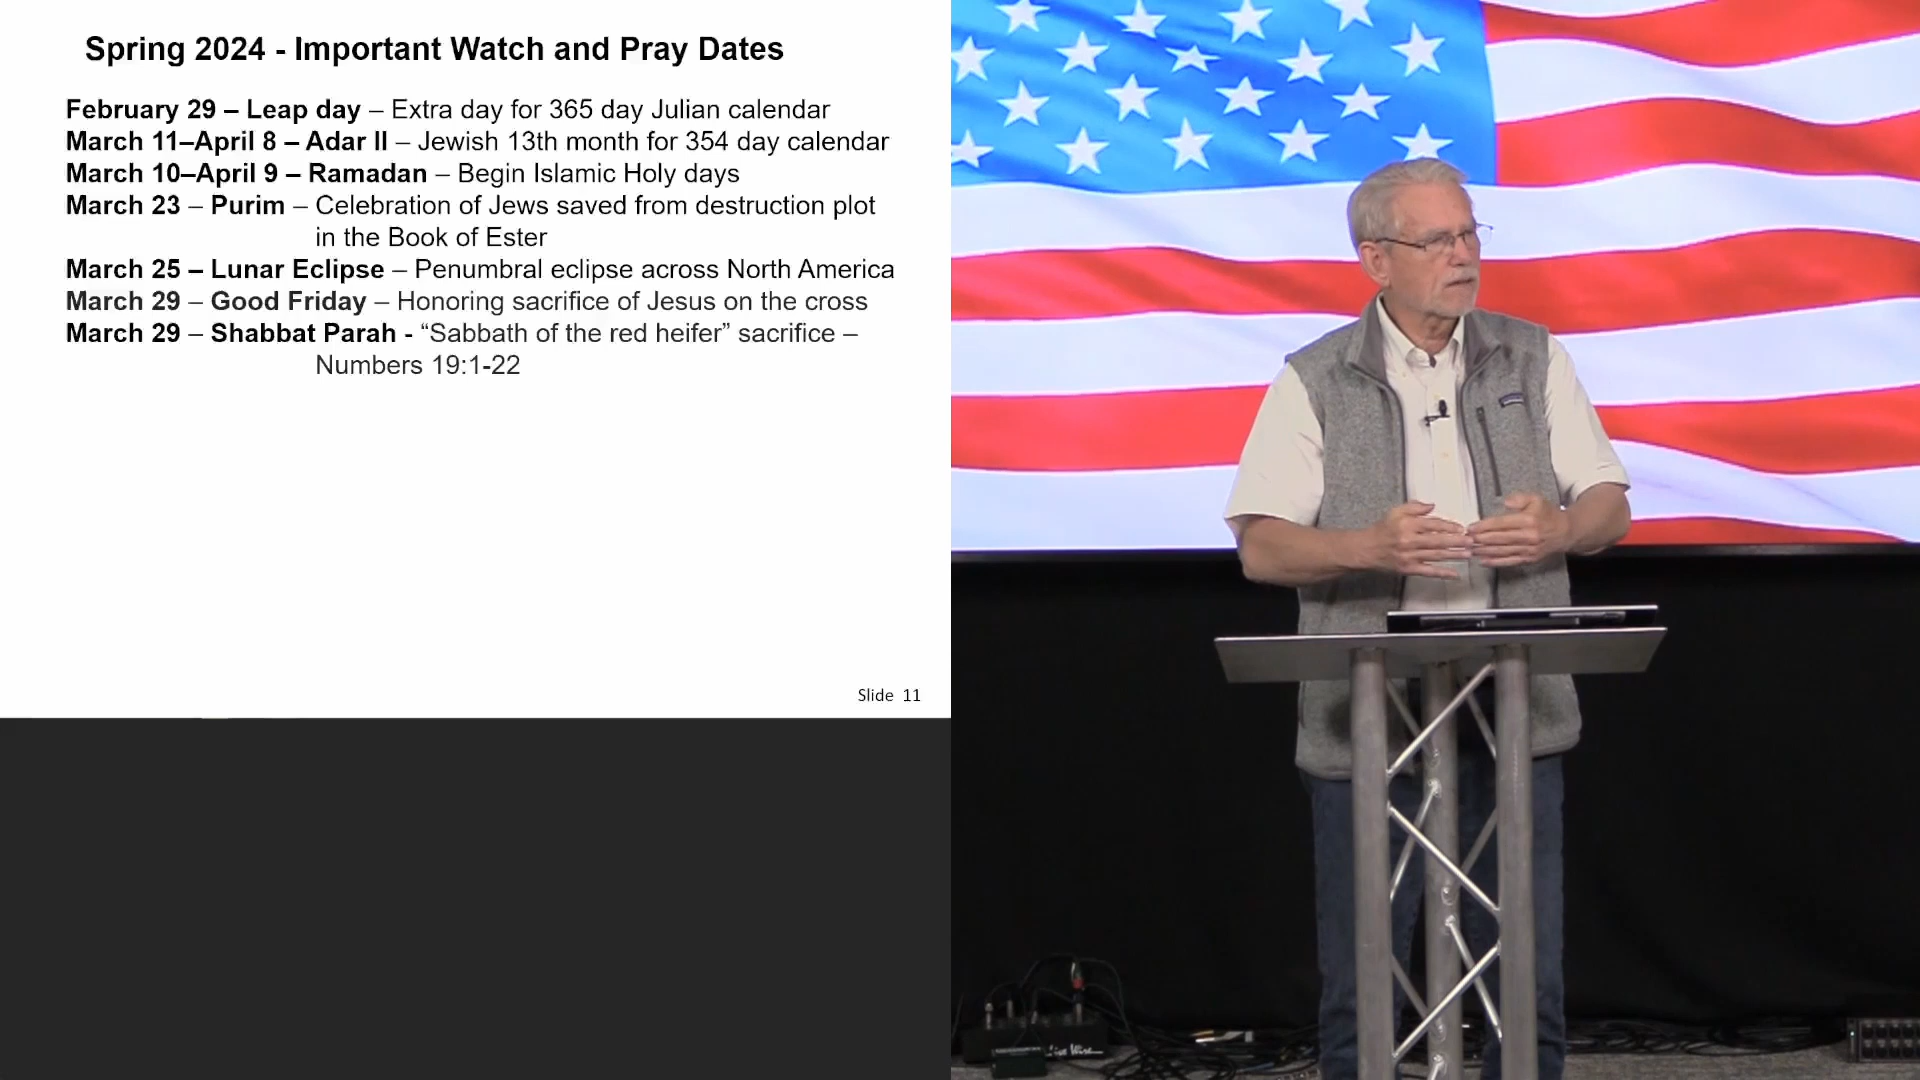 Spring 2024 - Important Watch and Pray Dates
February 29 – Leap day – Extra day for 365 day Julian calendar
March 11–April 8 – Adar II – Jewish 13th month for 354 day calendar
March 10–April 9 – Ramadan – Begin Islamic Holy days
March 23 – Purim – Celebration of Jews saved from destruction plot
in the Book of Ester
March 25 – Lunar Eclipse – Penumbral eclipse across North America
March 29 – Good Friday – Honoring sacrifice of Jesus on the cross
March 29 – Shabbat Parah - “Sabbath of the red heifer” sacrifice –
Numbers 19:1-22
Slide 11
Live Wire